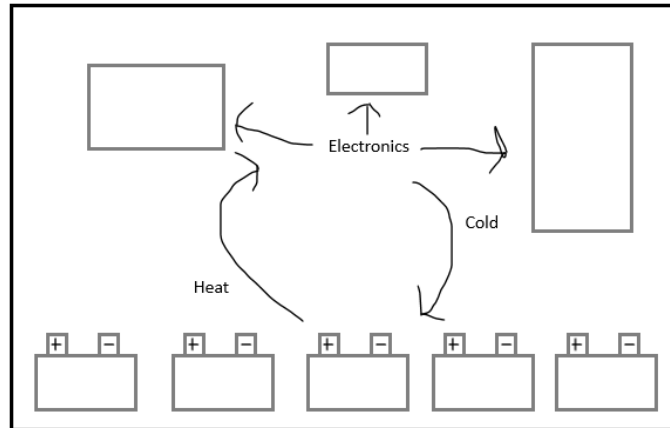 Electronics
Cold
Heat
+ − + − + − + − + −